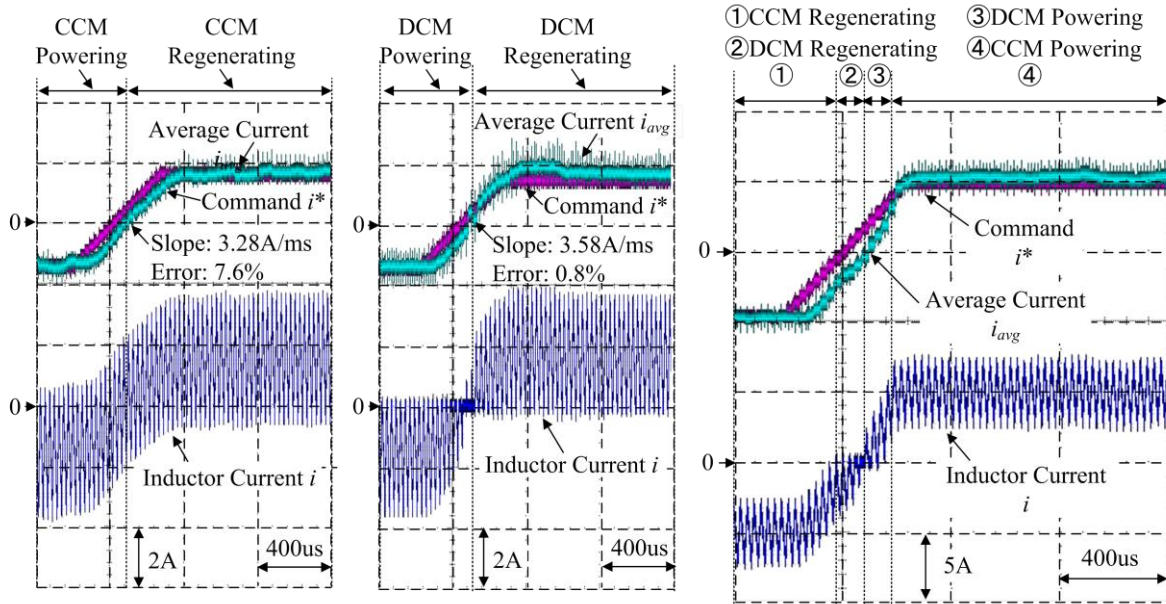 CCM
Powering
CCM
Regenerating
Average Current
i
Command i*
Slope: 3.28A/ms
Error: 7.6%
0
0
Inductor Current i
2A
400us
DCM
Powering
DCM
Regenerating
Average Current iavg
Command i*
Slope: 3.58A/ms
Error: 0.8%
0
0
Inductor Current i
2A
400us
①CCM Regenerating ③DCM Powering
②DCM Regenerating ④CCM Powering
① ② ③ ④
0
Command
i*
Average Current
iavg
0
Inductor Current
i
5A
400us